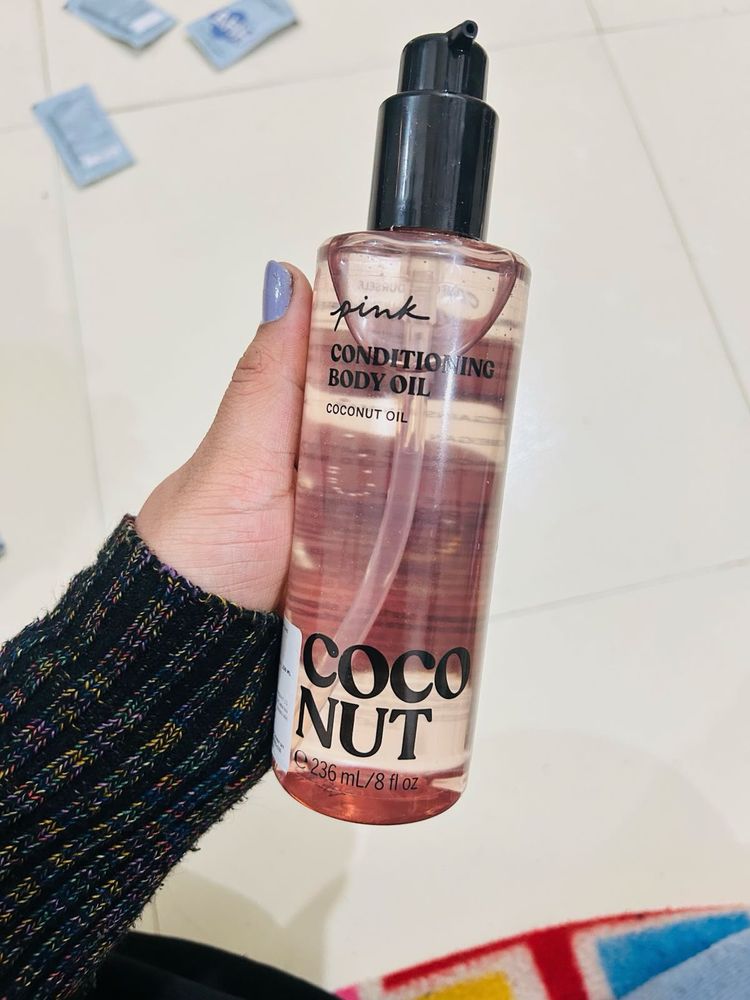 pink
CONDITIONING
BODY OIL
COCONUT OIL
COCO
NUT
℮ 236 mL/8 fl oz